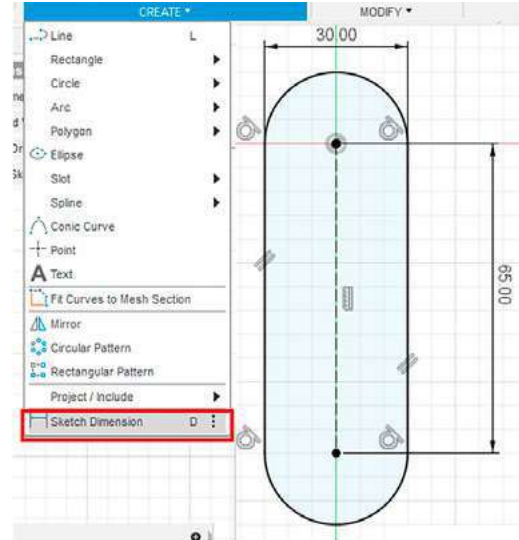 CREATE
MODIFY
Line L
Rectangle
Circle
Arc
Polygon
Ellipse
Slot
Spline
Conic Curve
Point
A Text
Fit Curves to Mesh Section
Mirror
Circular Pattern
Rectangular Pattern
Project / Include
Sketch Dimension D
30.00
65.00